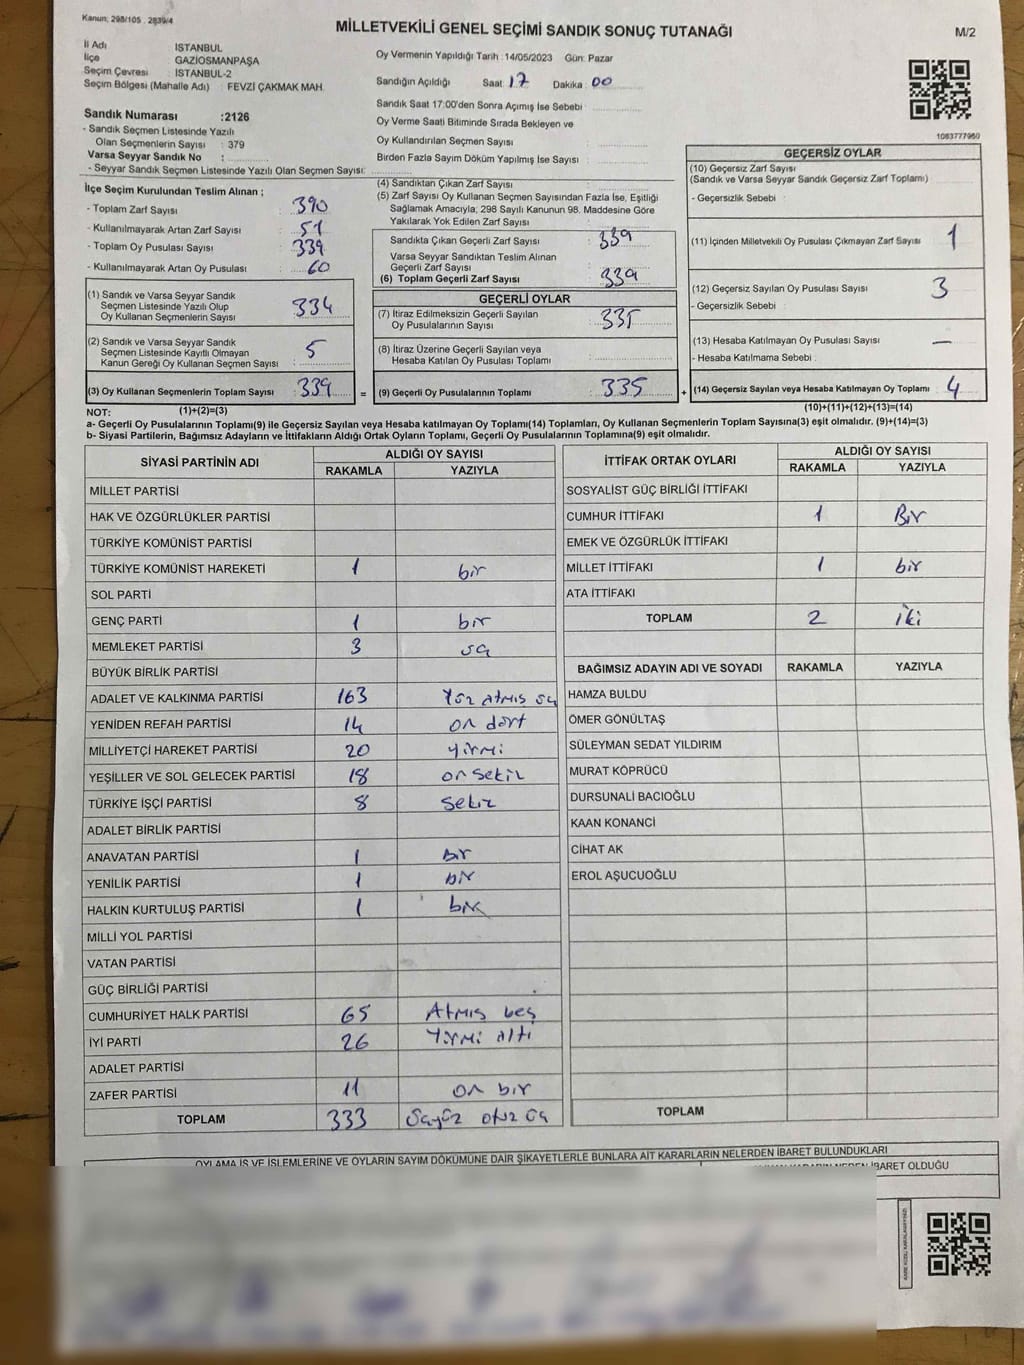 Kanun; 298/105 . 2839/4
MİLLETVEKİLİ GENEL SEÇİMİ SANDIK SONUÇ TUTANAĞI
M/2
İl Adı İSTANBUL
İlçe GAZİOSMANPAŞA
Seçim Çevresi : İSTANBUL-2
Seçim Bölgesi (Mahalle Adı) : FEVZİ ÇAKMAK MAH.
Oy Vermenin Yapıldığı Tarih : 14/05/2023 Gün: Pazar
Sandığın Açıldığı Saat : 17 Dakika : 00
Sandık Saat 17:00'den Sonra Açımış İse Sebebi :
Oy Verme Saati Bitiminde Sırada Bekleyen ve
Oy Kullandırılan Seçmen Sayısı :
Birden Fazla Sayım Döküm Yapılmış İse Sayısı :
1083777960
Sandık Numarası :2126
- Sandık Seçmen Listesinde Yazılı
Olan Seçmenlerin Sayısı : 379
Varsa Seyyar Sandık No :
- Seyyar Sandık Seçmen Listesinde Yazılı Olan Seçmen Sayısı:
İlçe Seçim Kurulundan Teslim Alınan ;
- Toplam Zarf Sayısı : 390
- Kullanılmayarak Artan Zarf Sayısı : 51
- Toplam Oy Pusulası Sayısı : 339
- Kullanılmayarak Artan Oy Pusulası : 60
(1) Sandık ve Varsa Seyyar Sandık
Seçmen Listesinde Yazılı Olup
Oy Kullanan Seçmenlerin Sayısı : 334
(2) Sandık ve Varsa Seyyar Sandık
Seçmen Listesinde Kayıtlı Olmayan
Kanun Gereği Oy Kullanan Seçmen Sayısı : 5
(3) Oy Kullanan Seçmenlerin Toplam Sayısı : 339 =
(4) Sandıktan Çıkan Zarf Sayısı :
(5) Zarf Sayısı Oy Kullanan Seçmen Sayısından Fazla İse, Eşitliği
Sağlamak Amacıyla, 298 Sayılı Kanunun 98. Maddesine Göre
Yakılarak Yok Edilen Zarf Sayısı :
Sandıkta Çıkan Geçerli Zarf Sayısı : 339
Varsa Seyyar Sandıktan Teslim Alınan
Geçerli Zarf Sayısı :
(6) Toplam Geçerli Zarf Sayısı : 339
GEÇERLİ OYLAR
(7) İtiraz Edilmeksizin Geçerli Sayılan
Oy Pusulalarının Sayısı : 335
(8) İtiraz Üzerine Geçerli Sayılan veya
Hesaba Katılan Oy Pusulası Toplamı :
(9) Geçerli Oy Pusulalarının Toplamı : 335 +
GEÇERSİZ OYLAR
(10) Geçersiz Zarf Sayısı
(Sandık ve Varsa Seyyar Sandık Geçersiz Zarf Toplamı)
- Geçersizlik Sebebi :
(11) İçinden Milletvekili Oy Pusulası Çıkmayan Zarf Sayısı : 1
(12) Geçersiz Sayılan Oy Pusulası Sayısı : 3
- Geçersizlik Sebebi :
(13) Hesaba Katılmayan Oy Pusulası Sayısı : —
- Hesaba Katılmama Sebebi :
(14) Geçersiz Sayılan veya Hesaba Katılmayan Oy Toplamı : 4
NOT: (1)+(2)=(3) (10)+(11)+(12)+(13)=(14)
a- Geçerli Oy Pusulalarının Toplamı(9) ile Geçersiz Sayılan veya Hesaba katılmayan Oy Toplamı(14) Toplamları, Oy Kullanan Seçmenlerin Toplam Sayısına(3) eşit olmalıdır. (9)+(14)=(3)
b- Siyasi Partilerin, Bağımsız Adayların ve İttifakların Aldığı Ortak Oyların Toplamı, Geçerli Oy Pusulalarının Toplamına(9) eşit olmalıdır.
SİYASİ PARTİNİN ADI ALDIĞI OY SAYISI
RAKAMLA YAZIYLA
MİLLET PARTİSİ
HAK VE ÖZGÜRLÜKLER PARTİSİ
TÜRKİYE KOMÜNİST PARTİSİ
TÜRKİYE KOMÜNİST HAREKETİ 1 bir
SOL PARTİ
GENÇ PARTİ 1 bir
MEMLEKET PARTİSİ 3 üç
BÜYÜK BİRLİK PARTİSİ
ADALET VE KALKINMA PARTİSİ 163 Yüz atmış üç
YENİDEN REFAH PARTİSİ 14 on dört
MİLLİYETÇİ HAREKET PARTİSİ 20 yirmi
YEŞİLLER VE SOL GELECEK PARTİSİ 18 on sekiz
TÜRKİYE İŞÇİ PARTİSİ 8 sekiz
ADALET BİRLİK PARTİSİ
ANAVATAN PARTİSİ 1 bir
YENİLİK PARTİSİ 1 bir
HALKIN KURTULUŞ PARTİSİ 1 bir
MİLLİ YOL PARTİSİ
VATAN PARTİSİ
GÜÇ BİRLİĞİ PARTİSİ
CUMHURİYET HALK PARTİSİ 65 Atmış beş
İYİ PARTİ 26 Yirmi altı
ADALET PARTİSİ
ZAFER PARTİSİ 11 on bir
TOPLAM 333 üçyüz otuz üç
İTTİFAK ORTAK OYLARI ALDIĞI OY SAYISI
RAKAMLA YAZIYLA
SOSYALİST GÜÇ BİRLİĞİ İTTİFAKI
CUMHUR İTTİFAKI 1 Bir
EMEK VE ÖZGÜRLÜK İTTİFAKI
MİLLET İTTİFAKI 1 bir
ATA İTTİFAKI
TOPLAM 2 iki
BAĞIMSIZ ADAYIN ADI VE SOYADI RAKAMLA YAZIYLA
HAMZA BULDU
ÖMER GÖNÜLTAŞ
SÜLEYMAN SEDAT YILDIRIM
MURAT KÖPRÜCÜ
DURSUNALİ BACIOĞLU
KAAN KONANCİ
CİHAT AK
EROL AŞUCUOĞLU
TOPLAM
OYLAMA İŞ VE İŞLEMLERİNE VE OYLARIN SAYIM DÖKÜMÜNE DAİR ŞİKAYETLERLE BUNLARA AİT KARARLARIN NELERDEN İBARET BULUNDUKLARI
İBARET OLDUĞU